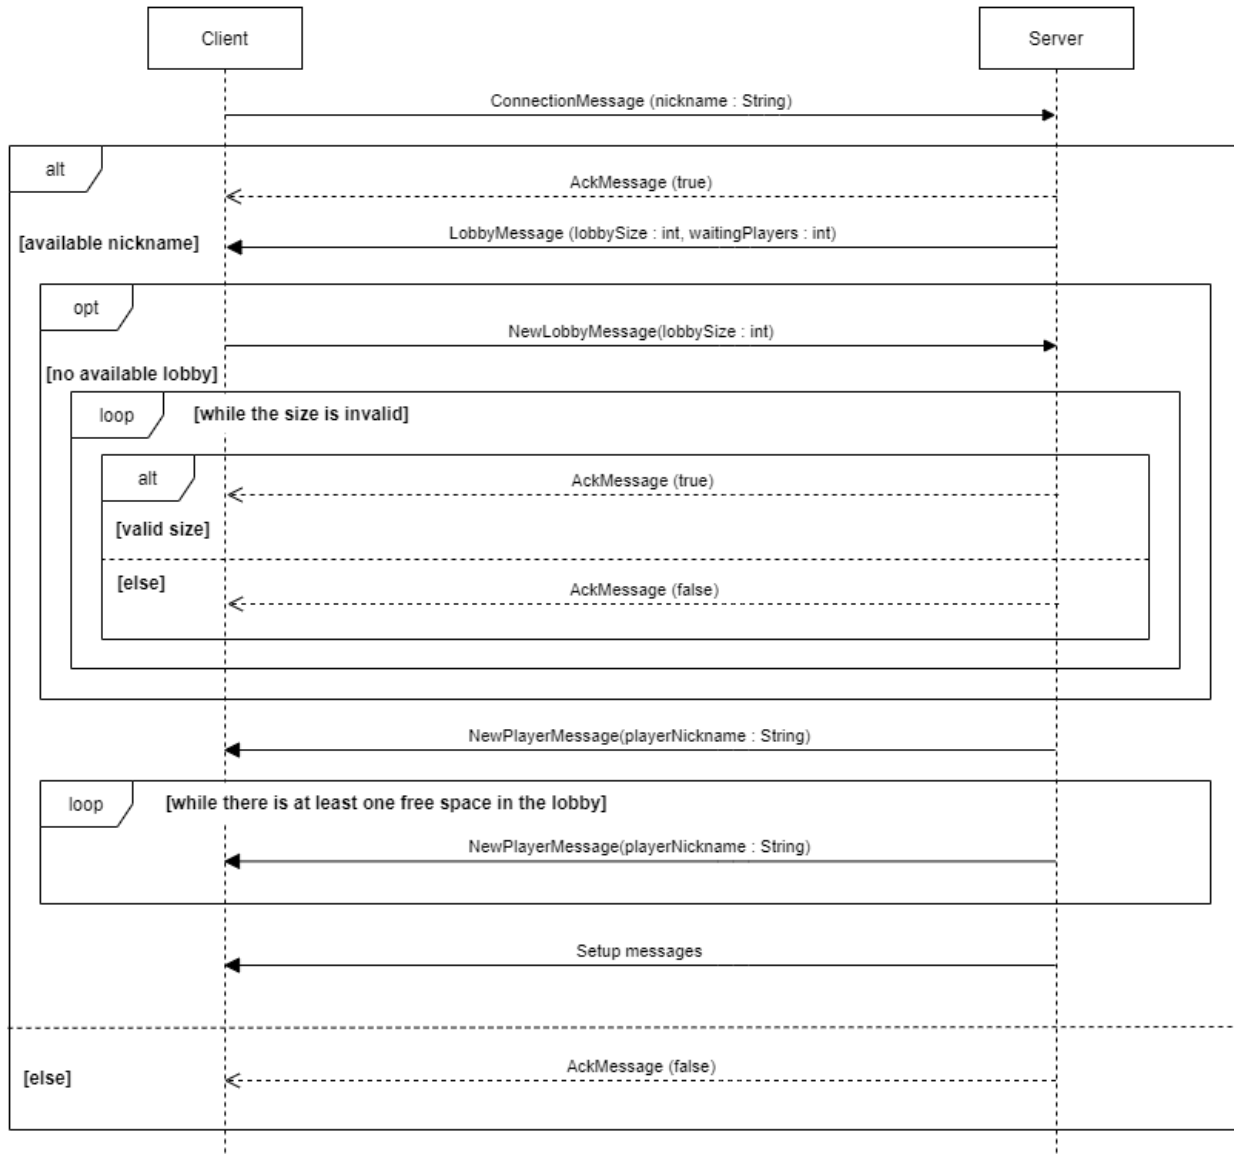 Client
Server
ConnectionMessage (nickname : String)
alt
AckMessage (true)
[available nickname]
LobbyMessage (lobbySize : int, waitingPlayers : int)
opt
NewLobbyMessage(lobbySize : int)
[no available lobby]
loop
[while the size is invalid]
alt
AckMessage (true)
[valid size]
[else]
AckMessage (false)
NewPlayerMessage(playerNickname : String)
loop
[while there is at least one free space in the lobby]
NewPlayerMessage(playerNickname : String)
Setup messages
[else]
AckMessage (false)